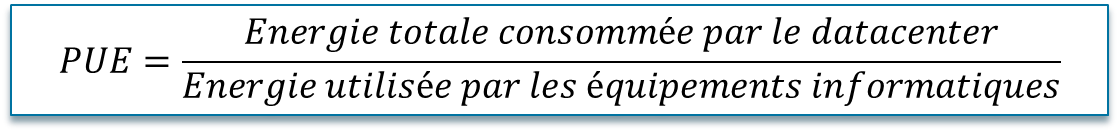 Energie totale consommée par le datacenter
PUE =
Energie utilisée par les équipements informatiques